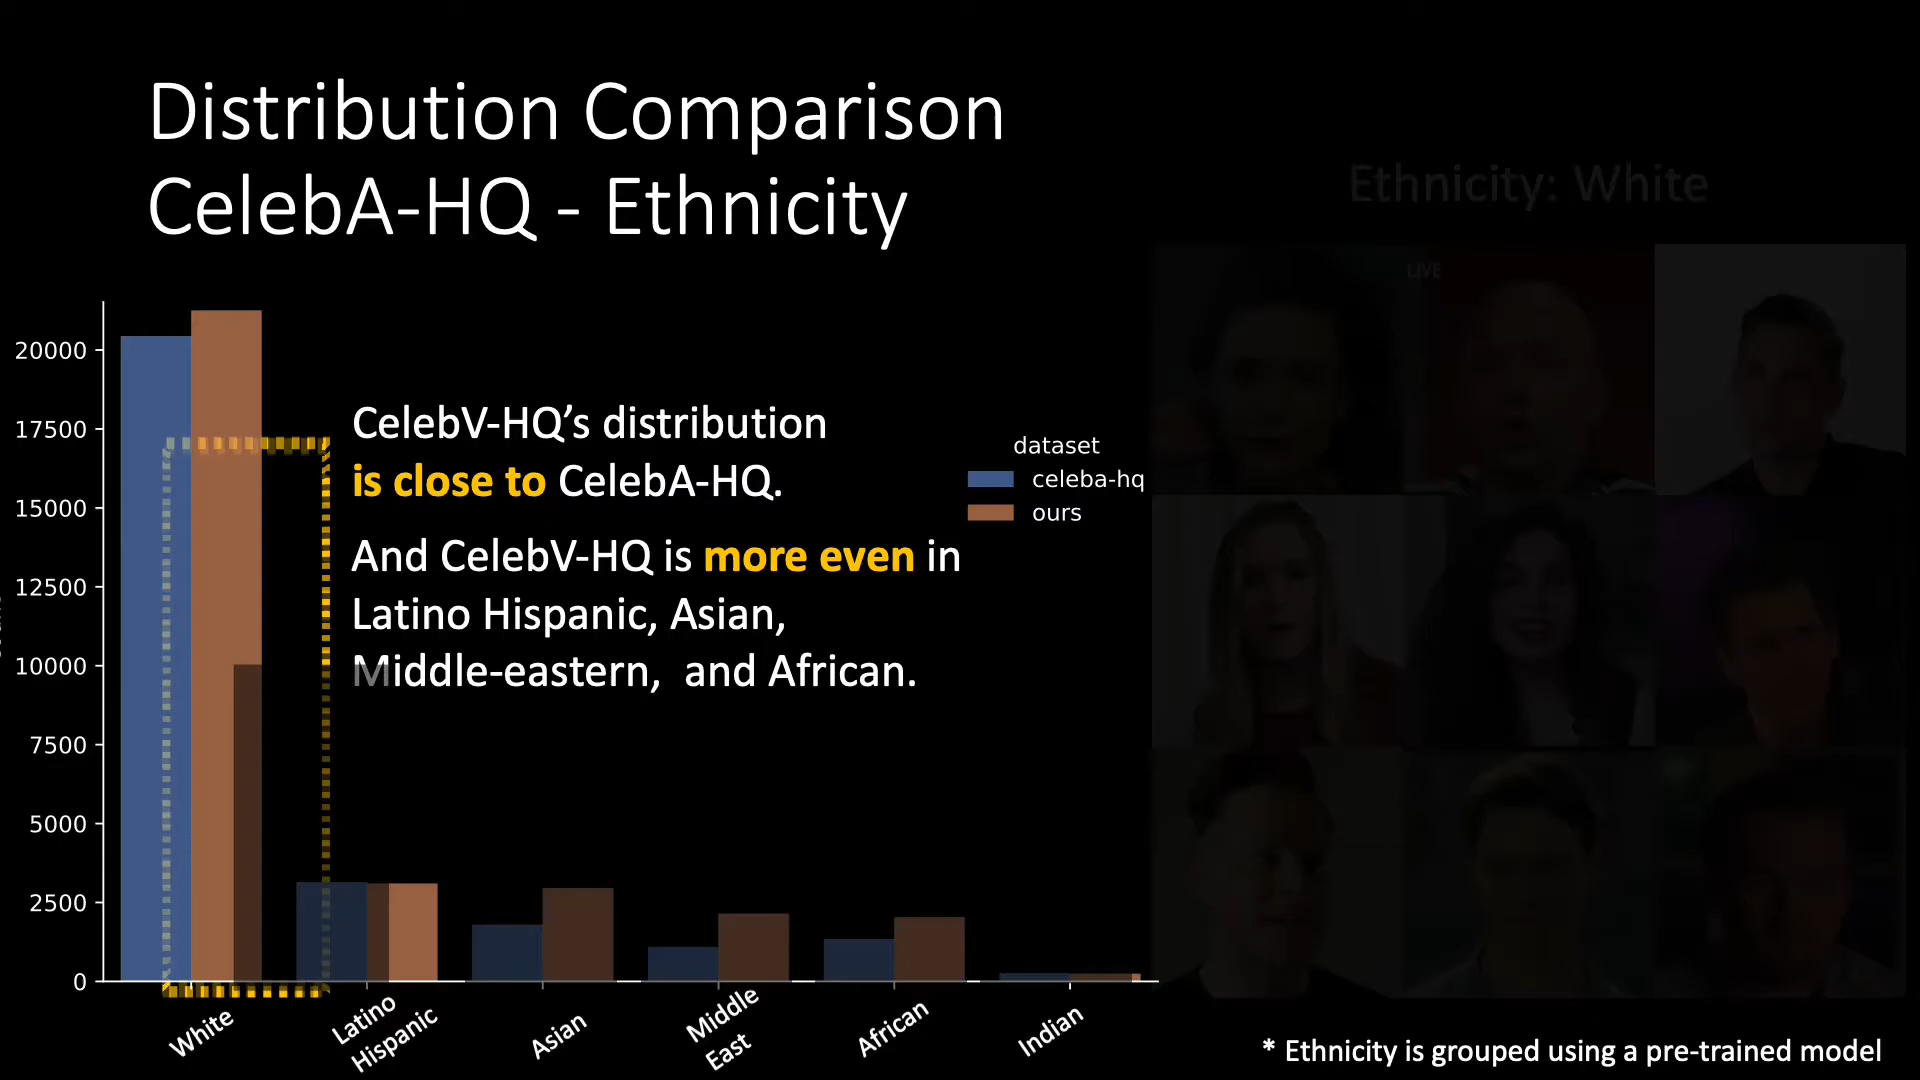 Distribution Comparison
CelebA-HQ - Ethnicity
Ethnicity: White
LIVE
20000
17500
15000
12500
10000
7500
5000
2500
0
CelebV-HQ's distribution
is close to CelebA-HQ.
And CelebV-HQ is more even in
Latino Hispanic, Asian,
Middle-eastern, and African.
dataset
celeba-hq
ours
White
Latino
Hispanic
Asian
Middle
East
African
Indian
* Ethnicity is grouped using a pre-trained model